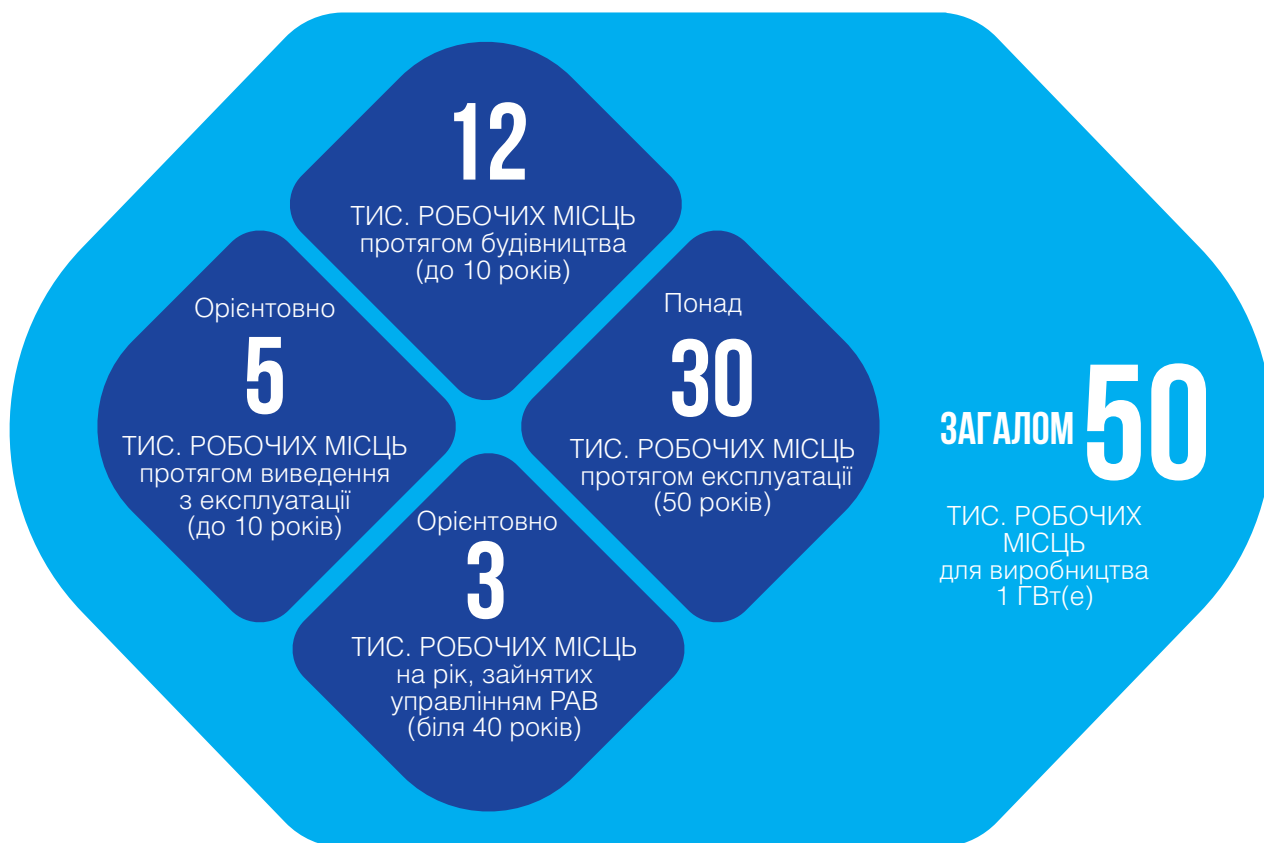 12
ТИС. РОБОЧИХ МІСЦЬ
протягом будівництва
(до 10 років)
Орієнтовно
5
ТИС. РОБОЧИХ МІСЦЬ
протягом виведення
з експлуатації
(до 10 років)
Понад
30
ТИС. РОБОЧИХ МІСЦЬ
протягом експлуатації
(50 років)
Орієнтовно
3
ТИС. РОБОЧИХ МІСЦЬ
на рік, зайнятих
управлінням РАВ
(біля 40 років)
ЗАГАЛОМ 50
ТИС. РОБОЧИХ
МІСЦЬ
для виробництва
1 ГВт(е)